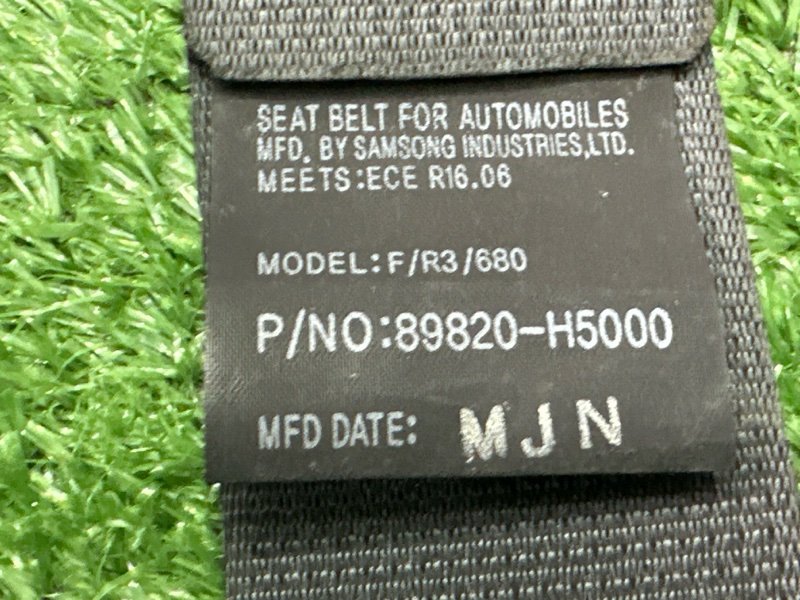 SEAT BELT FOR AUTOMOBILES
MFD. BY SAMSONG INDUSTRIES,LTD.
MEETS:ECE R16.06
MODEL:F/R3/680
P/NO:89820-H5000
MFD DATE: MJN